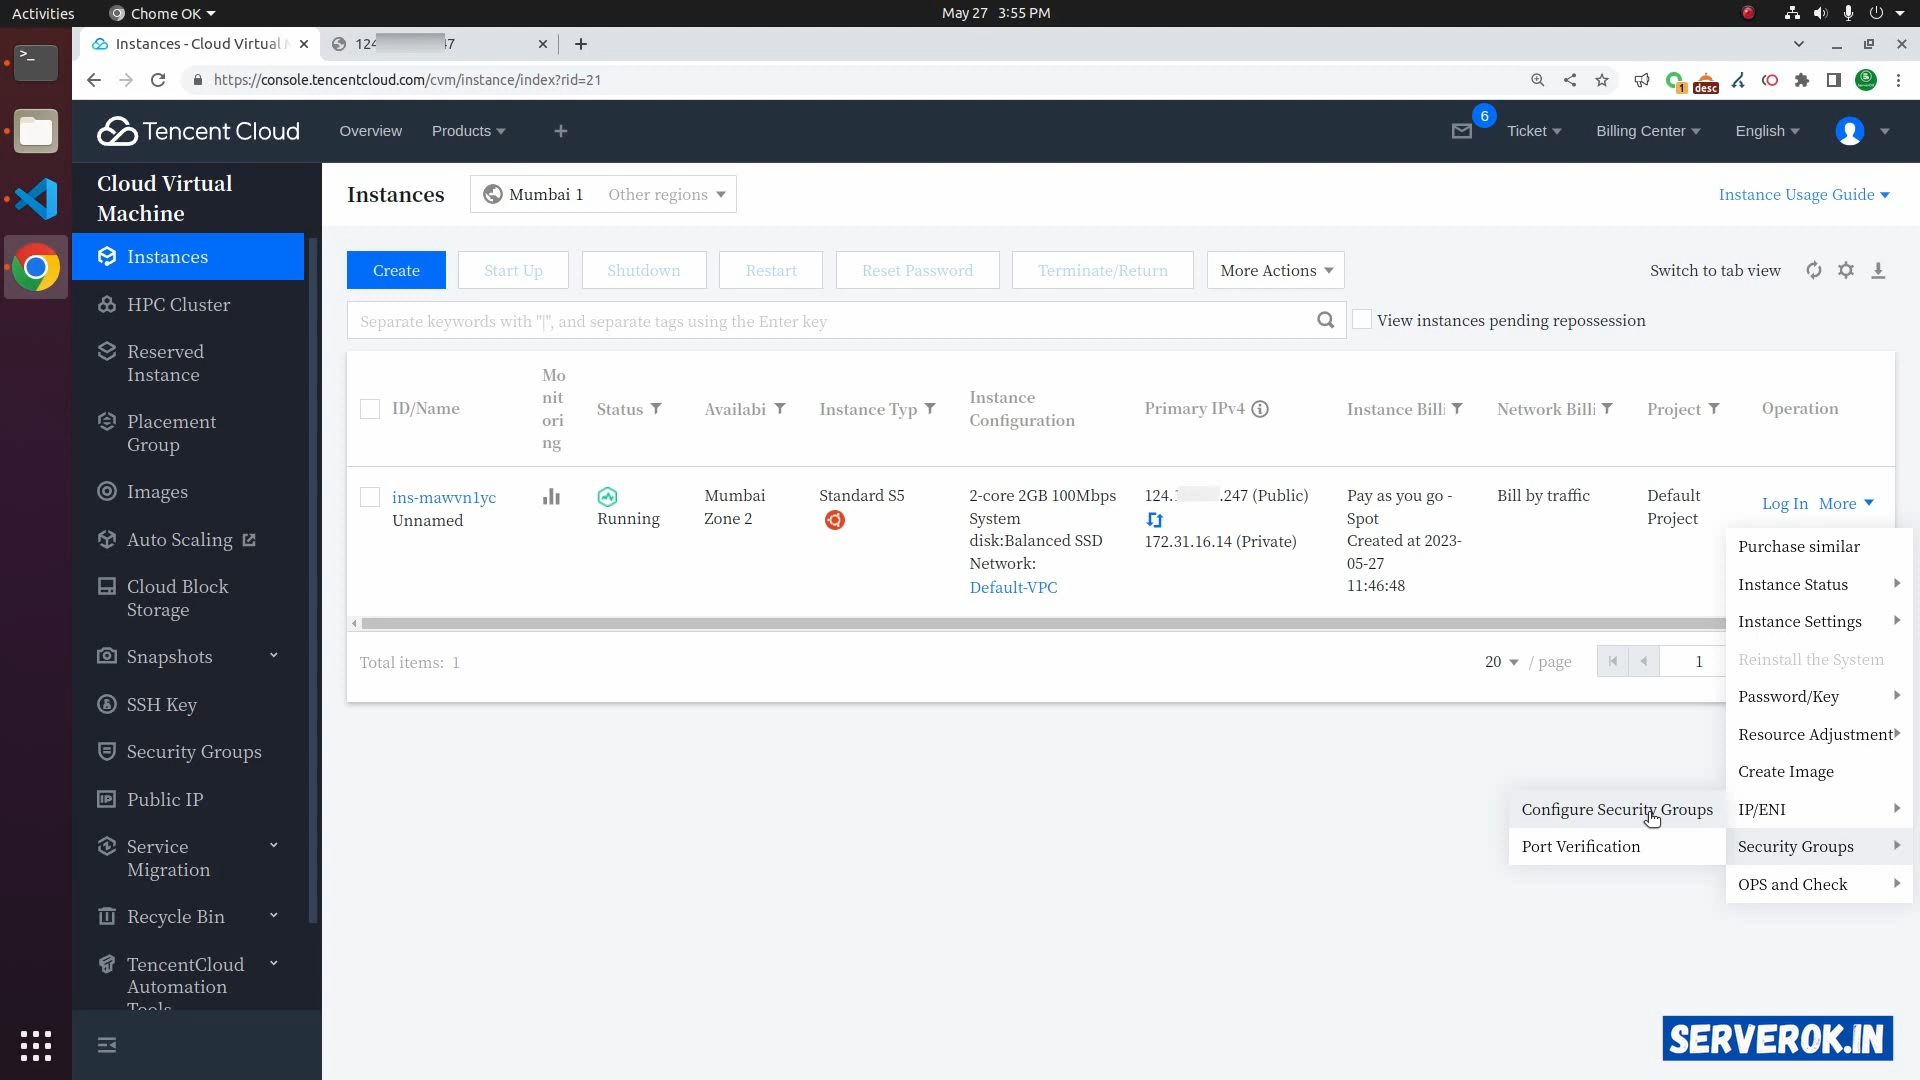 Activities
Chome OK
May 27 3:55 PM
Instances - Cloud Virtual
124
47
https://console.tencentcloud.com/cvm/instance/index?rid=21
1
desc
Tencent Cloud
Overview
Products
6
Ticket
Billing Center
English
Cloud Virtual
Machine
Instances
HPC Cluster
Reserved
Instance
Placement
Group
Images
Auto Scaling
Cloud Block
Storage
Snapshots
SSH Key
Security Groups
Public IP
Service
Migration
Recycle Bin
TencentCloud
Automation
Tools
Instances
Mumbai 1
Other regions
Instance Usage Guide
Create
Start Up
Shutdown
Restart
Reset Password
Terminate/Return
More Actions
Switch to tab view
Separate keywords with "|", and separate tags using the Enter key
View instances pending repossession
ID/Name
Mo
nit
ori
ng
Status
Availabi
Instance Typ
Instance
Configuration
Primary IPv4
Instance Billi
Network Billi
Project
Operation
ins-mawvn1yc
Unnamed
Running
Mumbai
Zone 2
Standard S5
2-core 2GB 100Mbps
System
disk:Balanced SSD
Network:
Default-VPC
124. .247 (Public)
172.31.16.14 (Private)
Pay as you go -
Spot
Created at 2023-
05-27
11:46:48
Bill by traffic
Default
Project
Log In
More
Total items: 1
20
/ page
1
Purchase similar
Instance Status
Instance Settings
Reinstall the System
Password/Key
Resource Adjustment
Create Image
IP/ENI
Security Groups
OPS and Check
Configure Security Groups
Port Verification
SERVEROK.IN